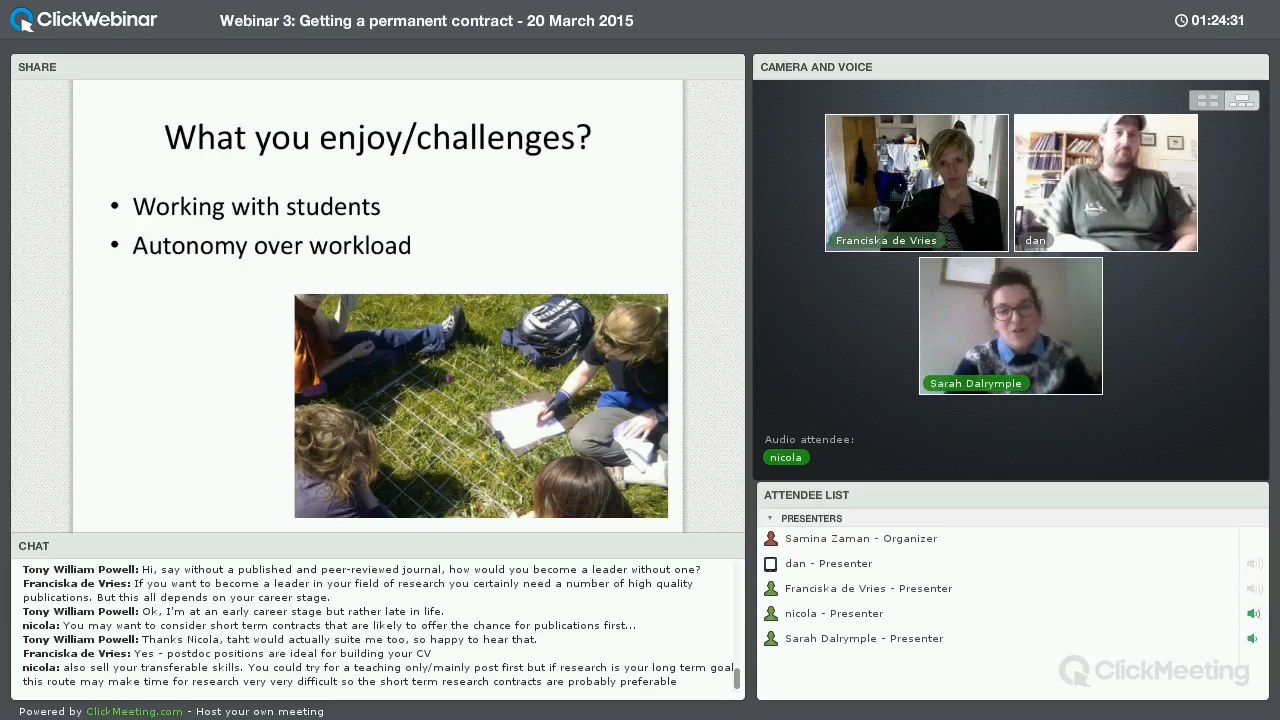 ClickWebinar
Webinar 3: Getting a permanent contract - 20 March 2015
01:24:31
SHARE
What you enjoy/challenges?
• Working with students
• Autonomy over workload
CHAT
Tony William Powell: Hi, say without a published and peer-reviewed journal, how would you become a leader without one?
Franciska de Vries: If you want to become a leader in your field of research you certainly need a number of high quality
publications. But this all depends on your career stage.
Tony William Powell: Ok, I'm at an early career stage but rather late in life.
nicola: You may want to consider short term contracts that are likely to offer the chance for publications first...
Tony William Powell: Thanks Nicola, taht would actually suite me too, so happy to hear that.
Franciska de Vries: Yes - postdoc positions are ideal for building your CV
nicola: also sell your transferable skills. You could try for a teaching only/mainly post first but if research is your long term goal
this route may make time for research very very difficult so the short term research contracts are probably preferable
CAMERA AND VOICE
Franciska de Vries
dan
Sarah Dalrymple
Audio attendee:
nicola
ATTENDEE LIST
PRESENTERS
Samina Zaman - Organizer
dan - Presenter
Franciska de Vries - Presenter
nicola - Presenter
Sarah Dalrymple - Presenter
ClickMeeting
Powered by ClickMeeting.com - Host your own meeting